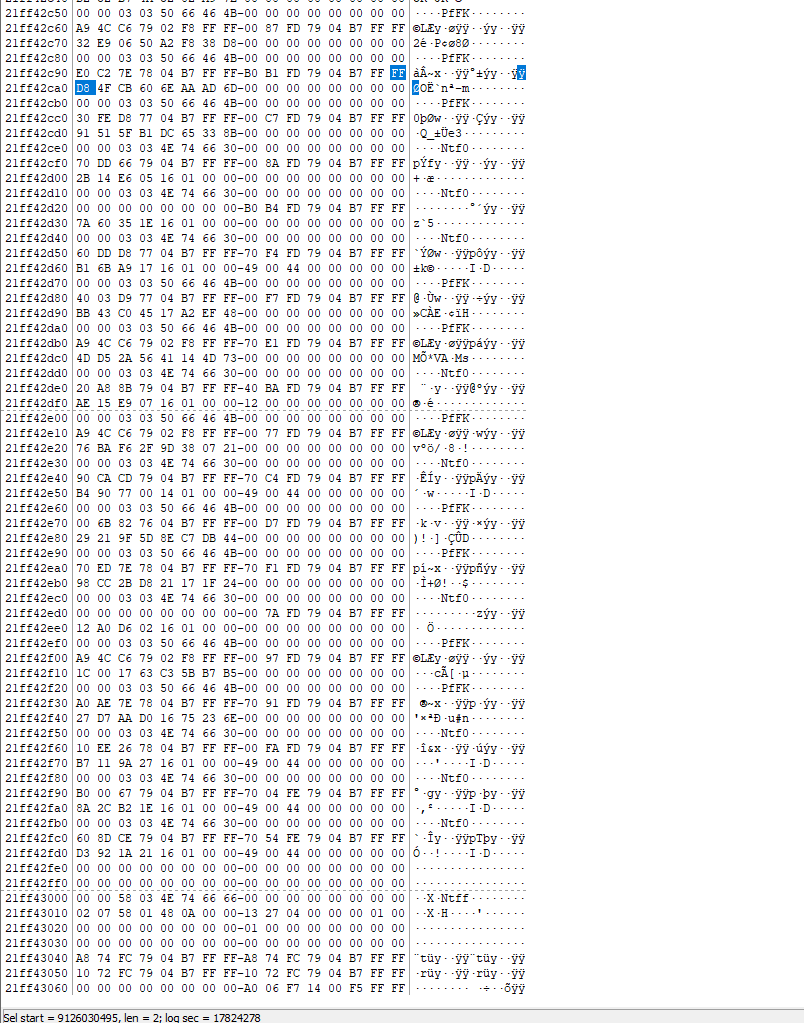 21ff42c50 00 00 03 03 50 66 46 4B-00 00 00 00 00 00 00 00 ····PfFK········
21ff42c60 A9 4C C6 79 02 F8 FF FF-00 87 FD 79 04 B7 FF FF ©LÆy·øÿÿ··ýy··ÿÿ
21ff42c70 32 E9 06 50 A2 F8 38 D8-00 00 00 00 00 00 00 00 2é·P¢ø8Ø········
21ff42c80 00 00 03 03 50 66 46 4B-00 00 00 00 00 00 00 00 ····PfFK········
21ff42c90 E0 C2 7E 78 04 B7 FF FF-B0 B1 FD 79 04 B7 FF FF àÂ~x··ÿÿ°±ýy··ÿÿ
21ff42ca0 D8 4F CB 60 6E AA AD 6D-00 00 00 00 00 00 00 00 ØOË`nª-m········
21ff42cb0 00 00 03 03 50 66 46 4B-00 00 00 00 00 00 00 00 ····PfFK········
21ff42cc0 30 FE D8 77 04 B7 FF FF-00 C7 FD 79 04 B7 FF FF 0þØw··ÿÿ·Çýy··ÿÿ
21ff42cd0 91 51 5F B1 DC 65 33 8B-00 00 00 00 00 00 00 00 ·Q_±Üe3·········
21ff42ce0 00 00 03 03 4E 74 66 30-00 00 00 00 00 00 00 00 ····Ntf0········
21ff42cf0 70 DD 66 79 04 B7 FF FF-00 8A FD 79 04 B7 FF FF pÝfy··ÿÿ··ýy··ÿÿ
21ff42d00 2B 14 E6 05 16 01 00 00-00 00 00 00 00 00 00 00 +·æ·············
21ff42d10 00 00 03 03 4E 74 66 30-00 00 00 00 00 00 00 00 ····Ntf0········
21ff42d20 00 00 00 00 00 00 00 00-B0 B4 FD 79 04 B7 FF FF ········°´ýy··ÿÿ
21ff42d30 7A 60 35 1E 16 01 00 00-00 00 00 00 00 00 00 00 z`5·············
21ff42d40 00 00 03 03 4E 74 66 30-00 00 00 00 00 00 00 00 ····Ntf0········
21ff42d50 60 DD D8 77 04 B7 FF FF-70 F4 FD 79 04 B7 FF FF `ÝØw··ÿÿpôýy··ÿÿ
21ff42d60 B1 6B A9 17 16 01 00 00-49 00 44 00 00 00 00 00 ±k©·····I·D·····
21ff42d70 00 00 03 03 50 66 46 4B-00 00 00 00 00 00 00 00 ····PfFK········
21ff42d80 40 03 D9 77 04 B7 FF FF-00 F7 FD 79 04 B7 FF FF @·Ùw··ÿÿ·÷ýy··ÿÿ
21ff42d90 BB 43 C0 45 17 A2 EF 48-00 00 00 00 00 00 00 00 »CÀE·¢ïH········
21ff42da0 00 00 03 03 50 66 46 4B-00 00 00 00 00 00 00 00 ····PfFK········
21ff42db0 A9 4C C6 79 02 F8 FF FF-70 E1 FD 79 04 B7 FF FF ©LÆy·øÿÿpáýy··ÿÿ
21ff42dc0 4D D5 2A 56 41 14 4D 73-00 00 00 00 00 00 00 00 MÕ*VA·Ms········
21ff42dd0 00 00 03 03 4E 74 66 30-00 00 00 00 00 00 00 00 ····Ntf0········
21ff42de0 20 A8 8B 79 04 B7 FF FF-40 BA FD 79 04 B7 FF FF  ¨·y··ÿÿ@ºýy··ÿÿ
21ff42df0 AE 15 E9 07 16 01 00 00-12 00 00 00 00 00 00 00 ®·é·············
21ff42e00 00 00 03 03 50 66 46 4B-00 00 00 00 00 00 00 00 ····PfFK········
21ff42e10 A9 4C C6 79 02 F8 FF FF-00 77 FD 79 04 B7 FF FF ©LÆy·øÿÿ·wýy··ÿÿ
21ff42e20 76 BA F6 2F 9D 38 07 21-00 00 00 00 00 00 00 00 vºö/·8·!········
21ff42e30 00 00 03 03 4E 74 66 30-00 00 00 00 00 00 00 00 ····Ntf0········
21ff42e40 90 CA CD 79 04 B7 FF FF-70 C4 FD 79 04 B7 FF FF ·ÊÍy··ÿÿpÄýy··ÿÿ
21ff42e50 B4 90 77 00 14 01 00 00-49 00 44 00 00 00 00 00 ´·w·····I·D·····
21ff42e60 00 00 03 03 50 66 46 4B-00 00 00 00 00 00 00 00 ····PfFK········
21ff42e70 00 6B 82 76 04 B7 FF FF-00 D7 FD 79 04 B7 FF FF ·k·v··ÿÿ·×ýy··ÿÿ
21ff42e80 29 21 9F 5D 8E C7 DB 44-00 00 00 00 00 00 00 00 )!·]·ÇÛD········
21ff42e90 00 00 03 03 50 66 46 4B-00 00 00 00 00 00 00 00 ····PfFK········
21ff42ea0 70 ED 7E 78 04 B7 FF FF-70 F1 FD 79 04 B7 FF FF pí~x··ÿÿpñýy··ÿÿ
21ff42eb0 98 CC 2B D8 21 17 1F 24-00 00 00 00 00 00 00 00 ·Ì+Ø!··$········
21ff42ec0 00 00 03 03 4E 74 66 30-00 00 00 00 00 00 00 00 ····Ntf0········
21ff42ed0 00 00 00 00 00 00 00 00-00 7A FD 79 04 B7 FF FF ·········zýy··ÿÿ
21ff42ee0 12 A0 D6 02 16 01 00 00-00 00 00 00 00 00 00 00 · Ö·············
21ff42ef0 00 00 03 03 50 66 46 4B-00 00 00 00 00 00 00 00 ····PfFK········
21ff42f00 A9 4C C6 79 02 F8 FF FF-00 97 FD 79 04 B7 FF FF ©LÆy·øÿÿ··ýy··ÿÿ
21ff42f10 1C 00 17 63 C3 5B B7 B5-00 00 00 00 00 00 00 00 ···cÃ[·µ········
21ff42f20 00 00 03 03 50 66 46 4B-00 00 00 00 00 00 00 00 ····PfFK········
21ff42f30 A0 AE 7E 78 04 B7 FF FF-70 91 FD 79 04 B7 FF FF  ®~x··ÿÿp·ýy··ÿÿ
21ff42f40 27 D7 AA D0 16 75 23 6E-00 00 00 00 00 00 00 00 '×ªÐ·u#n········
21ff42f50 00 00 03 03 4E 74 66 30-00 00 00 00 00 00 00 00 ····Ntf0········
21ff42f60 10 EE 26 78 04 B7 FF FF-00 FA FD 79 04 B7 FF FF ·î&x··ÿÿ·úýy··ÿÿ
21ff42f70 B7 11 9A 27 16 01 00 00-49 00 44 00 00 00 00 00 ···'····I·D·····
21ff42f80 00 00 03 03 4E 74 66 30-00 00 00 00 00 00 00 00 ····Ntf0········
21ff42f90 B0 00 67 79 04 B7 FF FF-70 04 FE 79 04 B7 FF FF °·gy··ÿÿp·þy··ÿÿ
21ff42fa0 8A 2C B2 1E 16 01 00 00-49 00 44 00 00 00 00 00 ·,²·····I·D·····
21ff42fb0 00 00 03 03 4E 74 66 30-00 00 00 00 00 00 00 00 ····Ntf0········
21ff42fc0 60 8D CE 79 04 B7 FF FF-70 54 FE 79 04 B7 FF FF `·Îy··ÿÿpTþy··ÿÿ
21ff42fd0 D3 92 1A 21 16 01 00 00-49 00 44 00 00 00 00 00 Ó··!····I·D·····
21ff42fe0 00 00 00 00 00 00 00 00-00 00 00 00 00 00 00 00 ················
21ff42ff0 00 00 00 00 00 00 00 00-00 00 00 00 00 00 00 00 ················
21ff43000 00 00 58 03 4E 74 66 66-00 00 00 00 00 00 00 00 ··X·Ntff········
21ff43010 02 07 58 01 48 0A 00 00-13 27 04 00 00 00 01 00 ··X·H····'······
21ff43020 00 00 00 00 00 00 00 00-01 00 00 00 00 00 00 00 ················
21ff43030 00 00 00 00 00 00 00 00-00 00 00 00 00 00 00 00 ················
21ff43040 A8 74 FC 79 04 B7 FF FF-A8 74 FC 79 04 B7 FF FF ¨tüy··ÿÿ¨tüy··ÿÿ
21ff43050 10 72 FC 79 04 B7 FF FF-10 72 FC 79 04 B7 FF FF ·rüy··ÿÿ·rüy··ÿÿ
21ff43060 00 00 00 00 00 00 00 00-A0 06 F7 14 00 F5 FF FF ········ ·÷··õÿÿ
Sel start = 9126030495, len = 2; log sec = 17824278